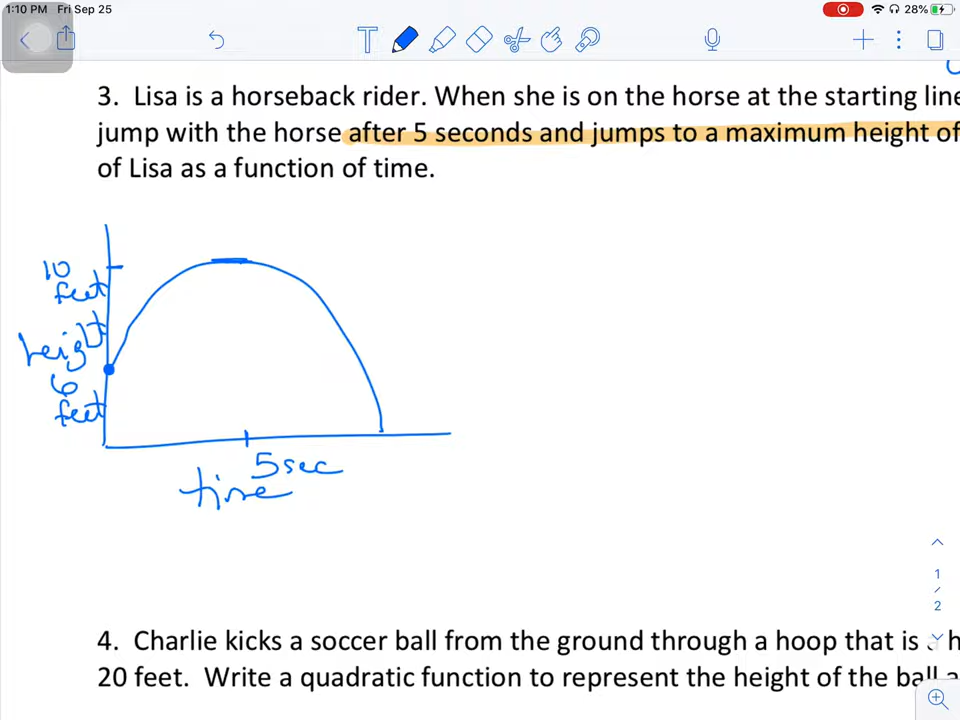 1:10 PM Fri Sep 25
28%
T
3. Lisa is a horseback rider. When she is on the horse at the starting line
jump with the horse after 5 seconds and jumps to a maximum height of
of Lisa as a function of time.
10
feet
height
6
feet
5 sec
time
1
/
2
4. Charlie kicks a soccer ball from the ground through a hoop that is
20 feet. Write a quadratic function to represent the height of the ball